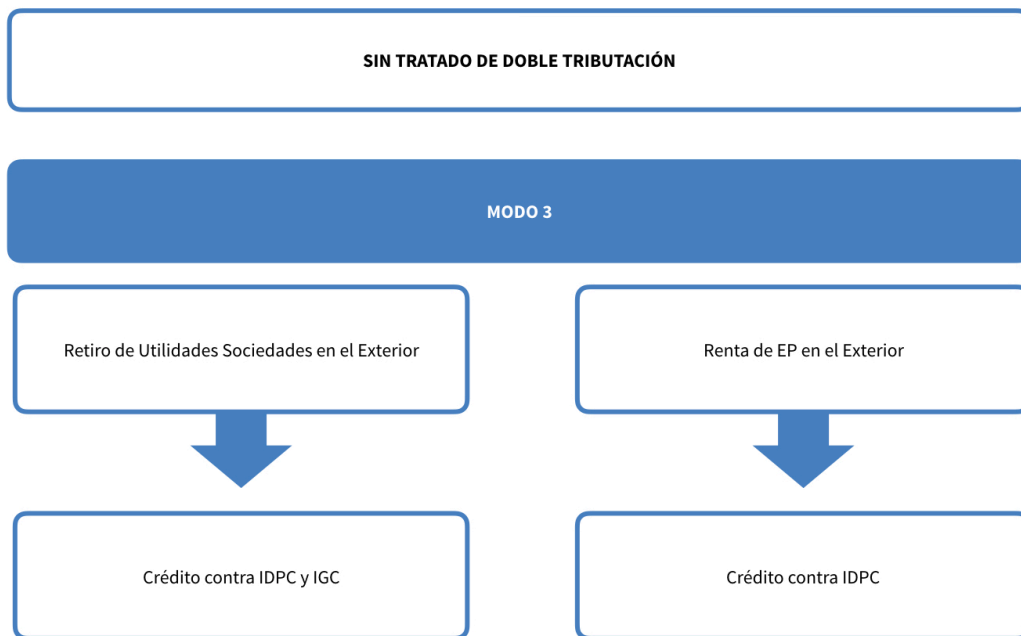 SIN TRATADO DE DOBLE TRIBUTACIÓN
MODO 3
Retiro de Utilidades Sociedades en el Exterior
Renta de EP en el Exterior
Crédito contra IDPC y IGC
Crédito contra IDPC